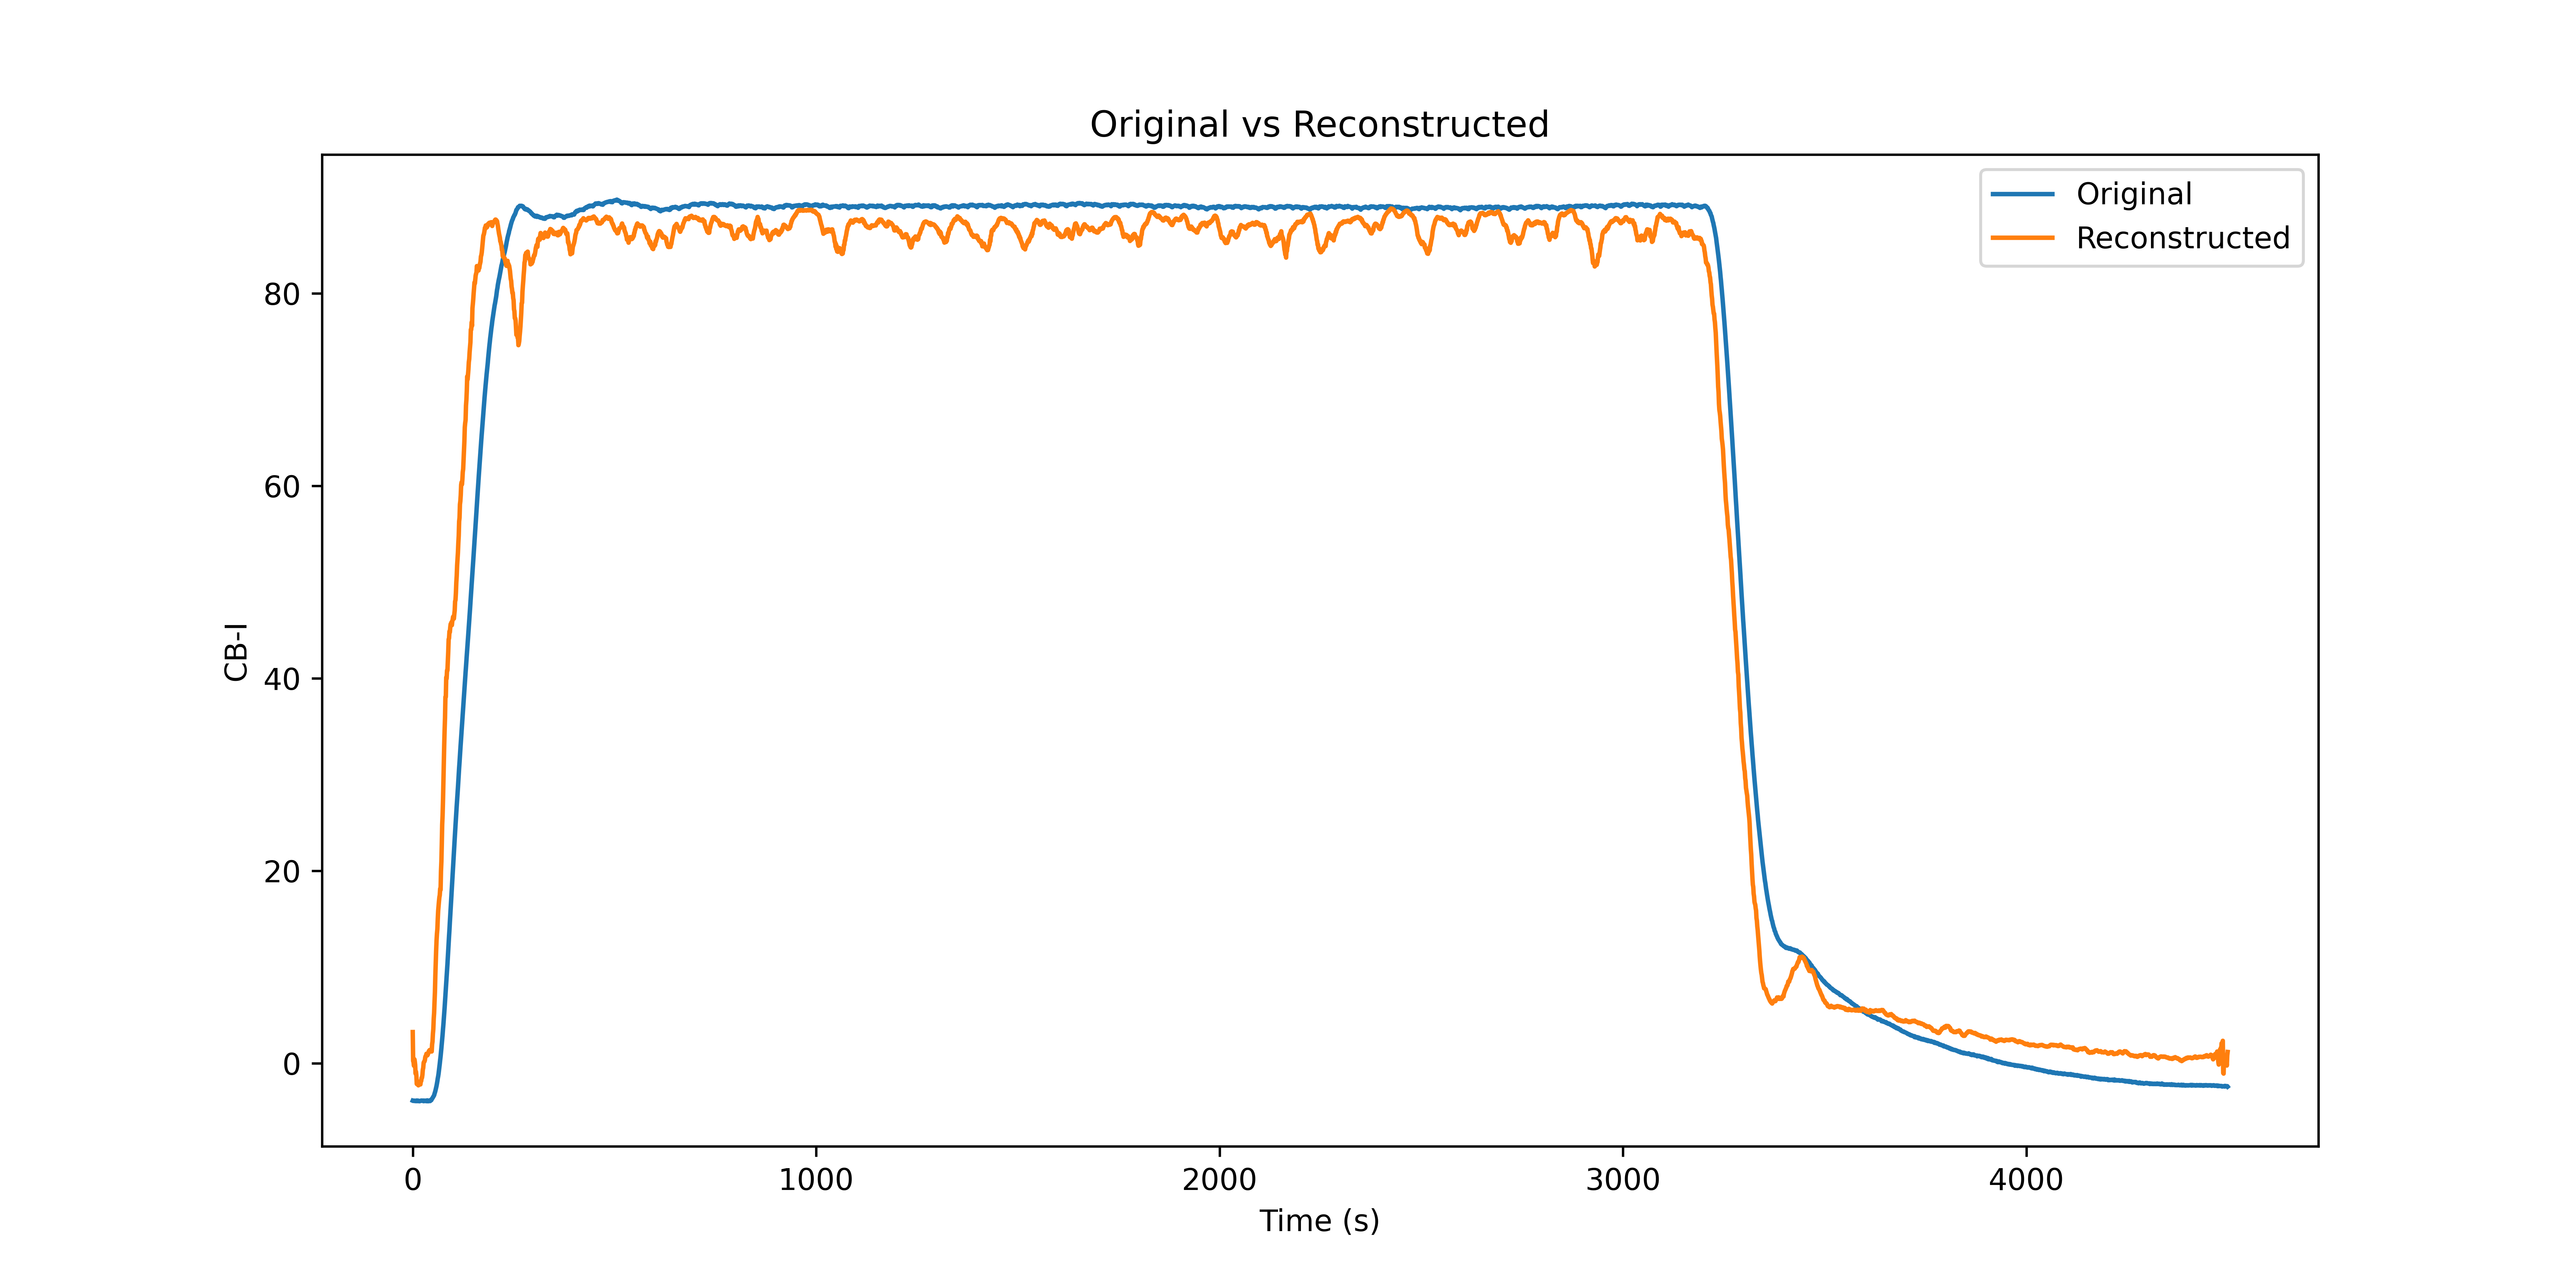 Original vs Reconstructed
Original
Reconstructed
80
60
40
20
0
CB-I
0
1000
2000
3000
4000
Time (s)